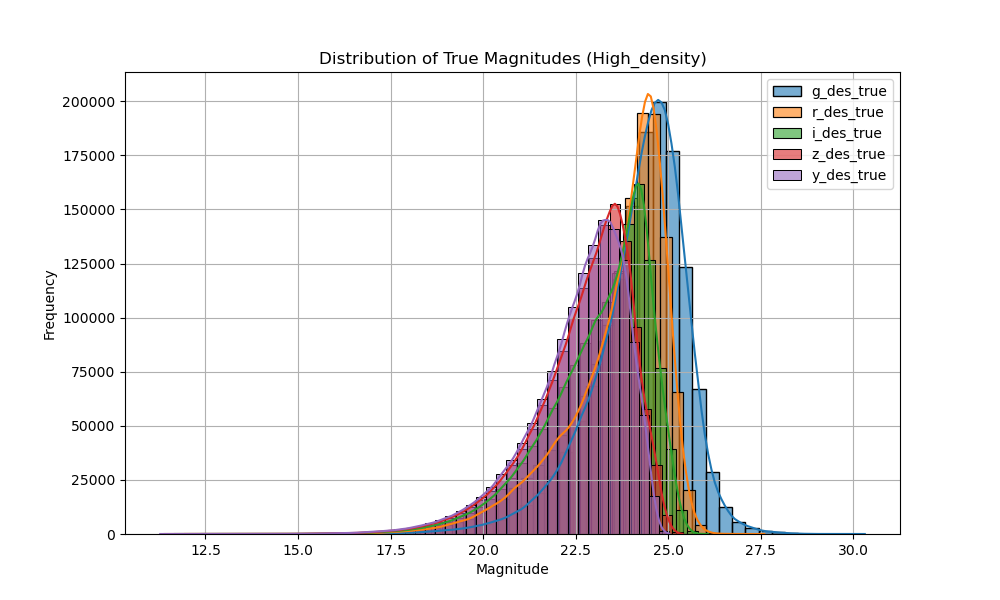 Distribution of True Magnitudes (High_density)
g_des_true
r_des_true
i_des_true
z_des_true
y_des_true
200000
175000
150000
125000
100000
75000
50000
25000
0
Frequency
12.5 15.0 17.5 20.0 22.5 25.0 27.5 30.0
Magnitude